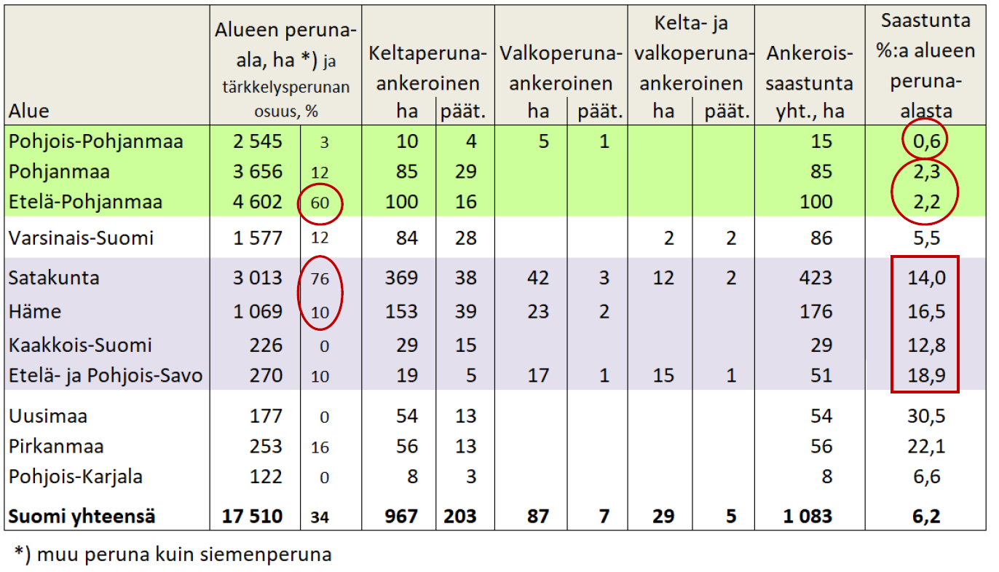 Alue
Alueen peruna-
ala, ha *) ja
tärkkelysperunan
osuus, %
Keltaperuna-
ankeroinen
ha päät.
Valkoperuna-
ankeroinen
ha päät.
Kelta- ja
valkoperuna-
ankeroinen
ha päät.
Ankerois-
saastunta
yht., ha
Saastunta
%:a alueen
peruna-
alasta
Pohjois-Pohjanmaa 2 545 3 10 4 5 1 15 0,6
Pohjanmaa 3 656 12 85 29 85 2,3
Etelä-Pohjanmaa 4 602 60 100 16 100 2,2
Varsinais-Suomi 1 577 12 84 28 2 2 86 5,5
Satakunta 3 013 76 369 38 42 3 12 2 423 14,0
Häme 1 069 10 153 39 23 2 176 16,5
Kaakkois-Suomi 226 0 29 15 29 12,8
Etelä- ja Pohjois-Savo 270 10 19 5 17 1 15 1 51 18,9
Uusimaa 177 0 54 13 54 30,5
Pirkanmaa 253 16 56 13 56 22,1
Pohjois-Karjala 122 0 8 3 8 6,6
Suomi yhteensä 17 510 34 967 203 87 7 29 5 1 083 6,2
*) muu peruna kuin siemenperuna